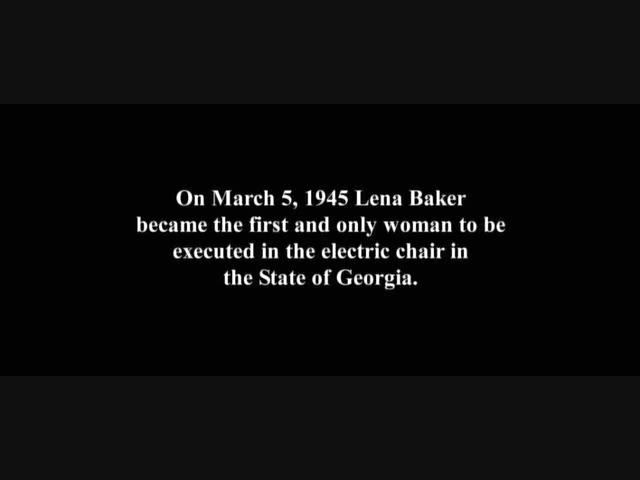 On March 5, 1945 Lena Baker
became the first and only woman to be
executed in the electric chair in
the State of Georgia.